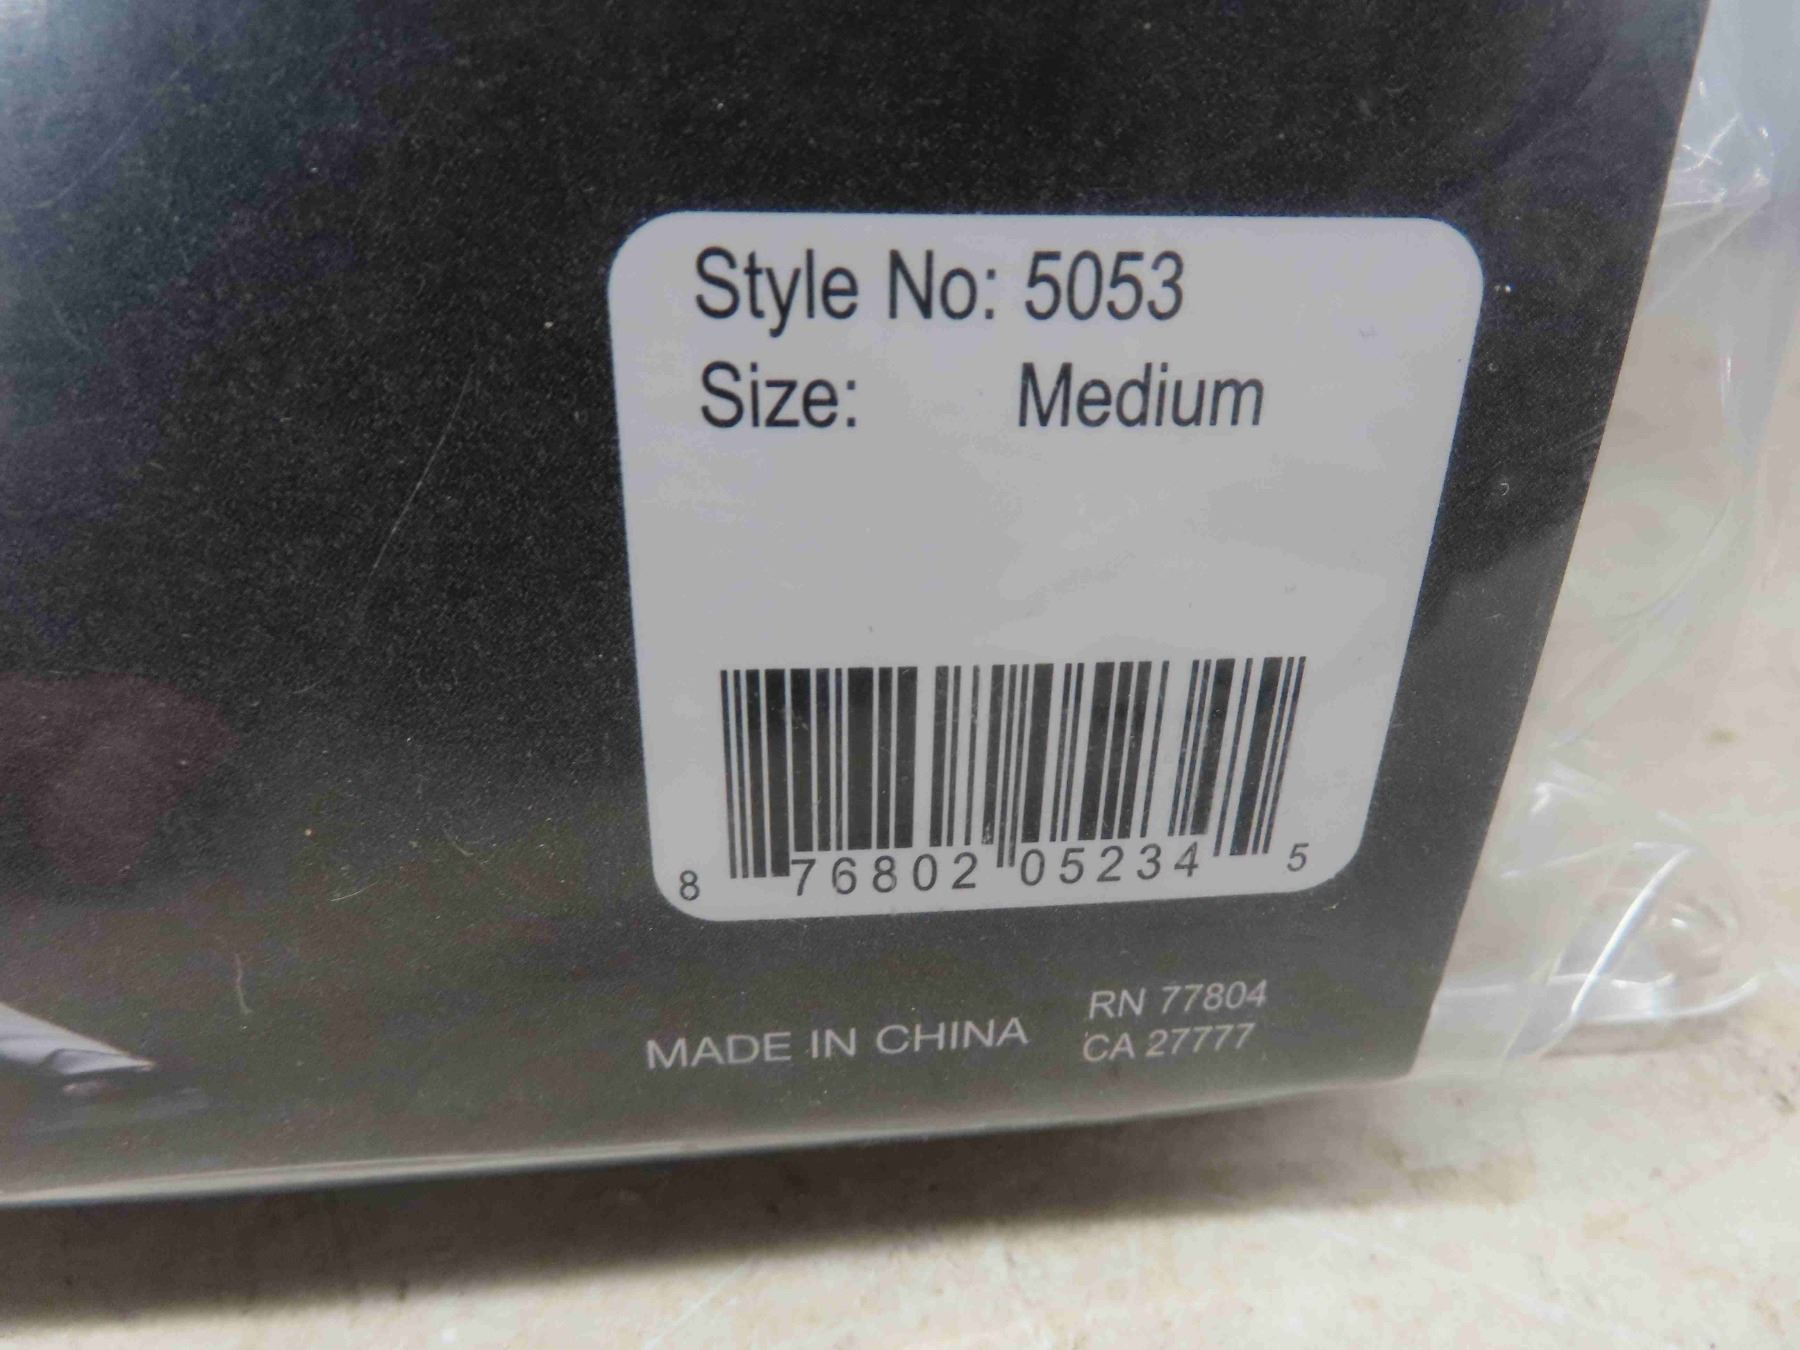 Style No: 5053
Size: Medium
8 76802 05234 5
MADE IN CHINA
RN 77804
CA 27777